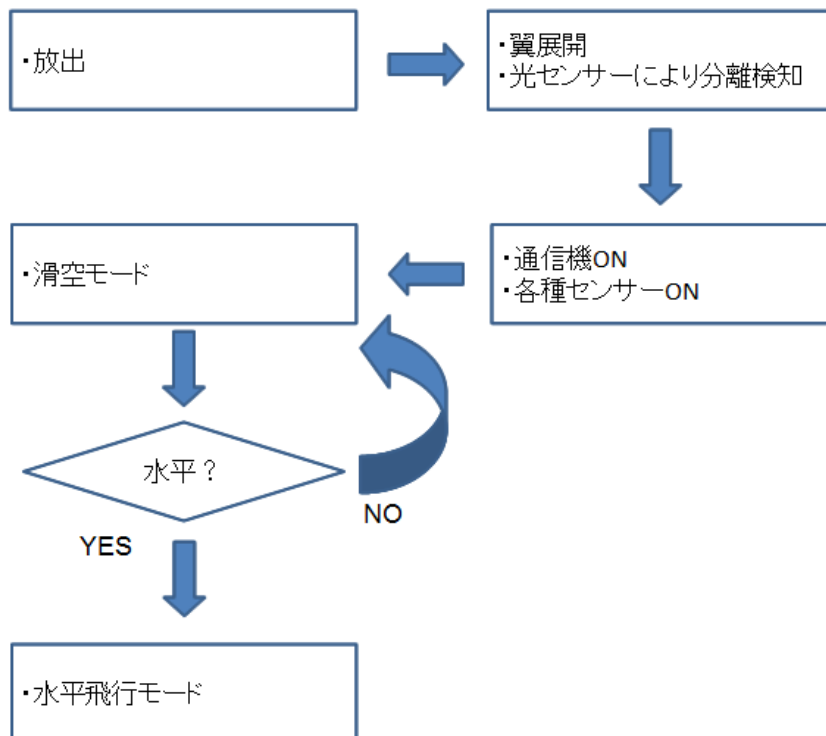 ・放出
・翼展開
・光センサーにより分離検知
・通信機ON
・各種センサーON
・滑空モード
水平？
NO
YES
・水平飛行モード